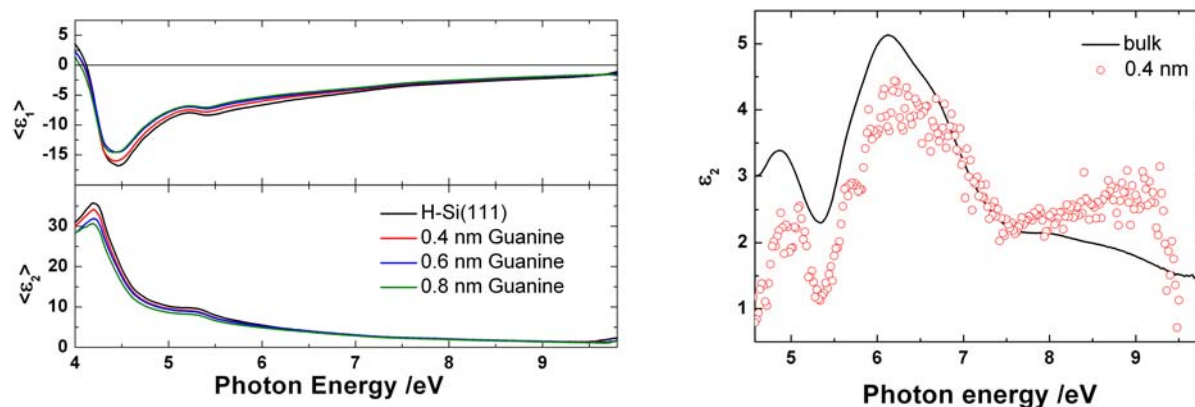 5
0
-5
-10
-15
<ε₁>
30
20
10
0
<ε₂>
H-Si(111)
0.4 nm Guanine
0.6 nm Guanine
0.8 nm Guanine
4 5 6 7 8 9
Photon Energy /eV
5
4
3
2
1
ε₂
bulk
0.4 nm
5 6 7 8 9
Photon energy /eV